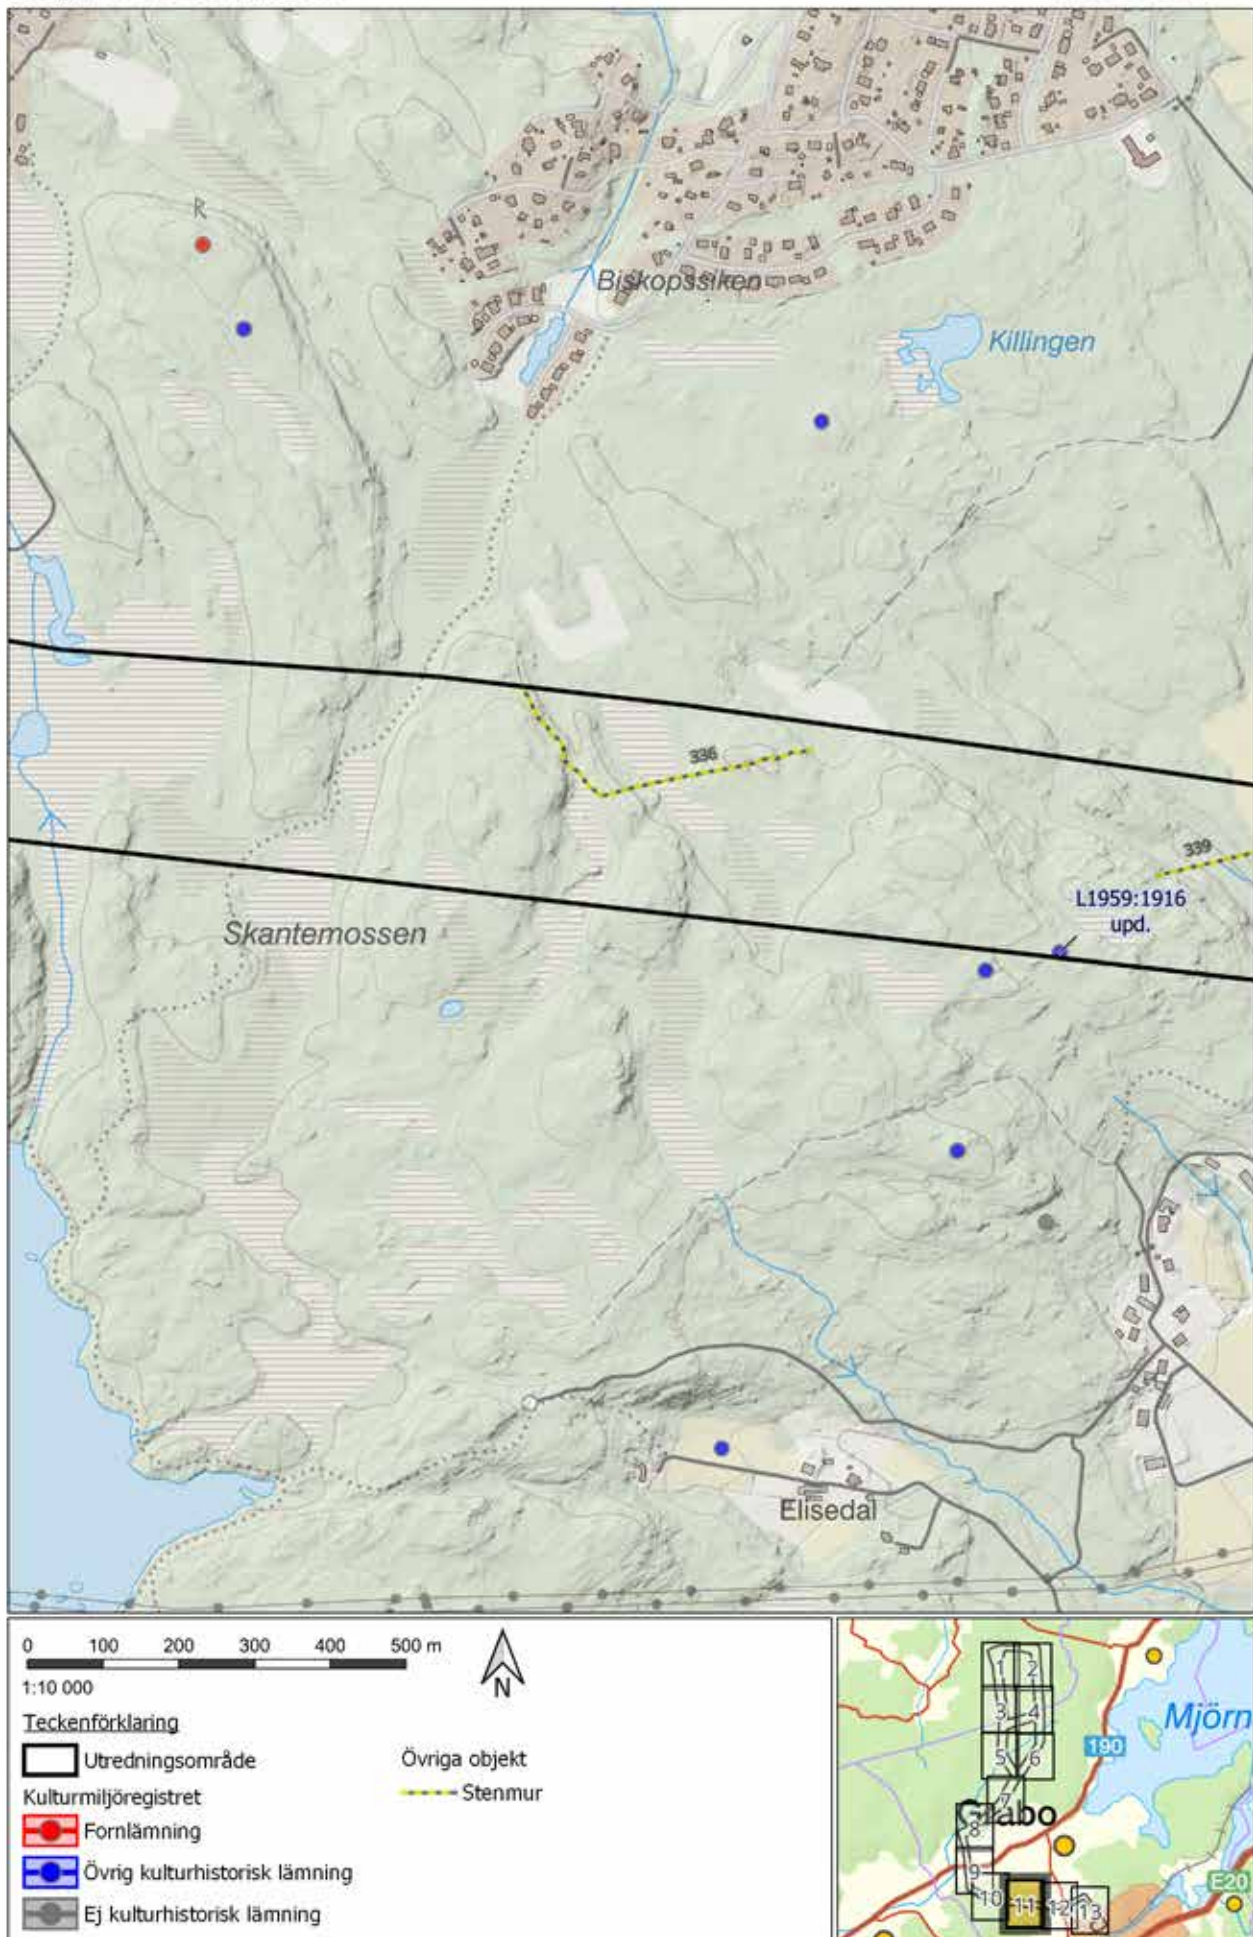 R
Biskopssiken
Killingen
336
339
L1959:1916
upd.
Skantemossen
Elisedal
0 100 200 300 400 500 m
1:10 000
N
Teckenförklaring
Utredningsområde
Kulturmiljöregistret
Fornlämning
Övrig kulturhistorisk lämning
Ej kulturhistorisk lämning
Övriga objekt
Stenmur
1 2
3 4
5 6
7
8
9
10 11 12 13
Mjörn
190
Gråbo
E20